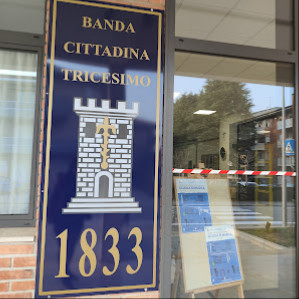 BANDA
CITTADINA
TRICESIMO
1833